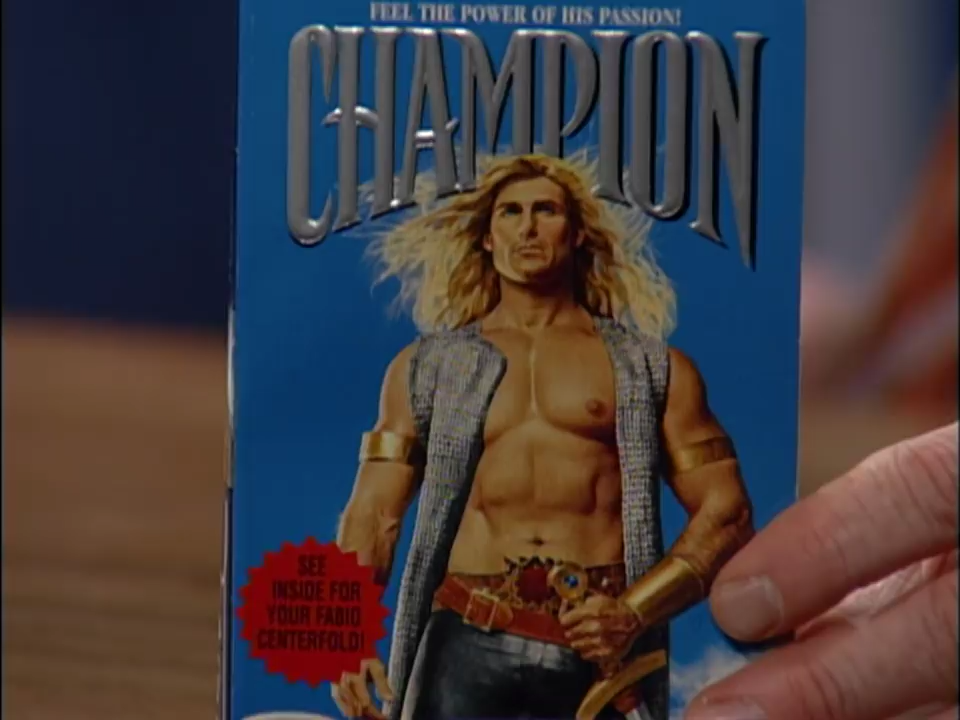 FEEL THE POWER OF HIS PASSION!
CHAMPION
SEE
INSIDE FOR
YOUR FABIO
CENTERFOLD!